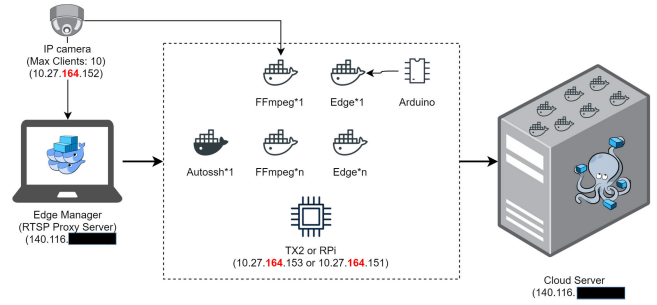 IP camera
(Max Clients: 10)
(10.27.164.152)
FFmpeg*1
Edge*1
Arduino
Autossh*1
FFmpeg*n
Edge*n
Edge Manager
(RTSP Proxy Server)
(140.116.
TX2 or RPi
(10.27.164.153 or 10.27.164.151)
Cloud Server
(140.116.